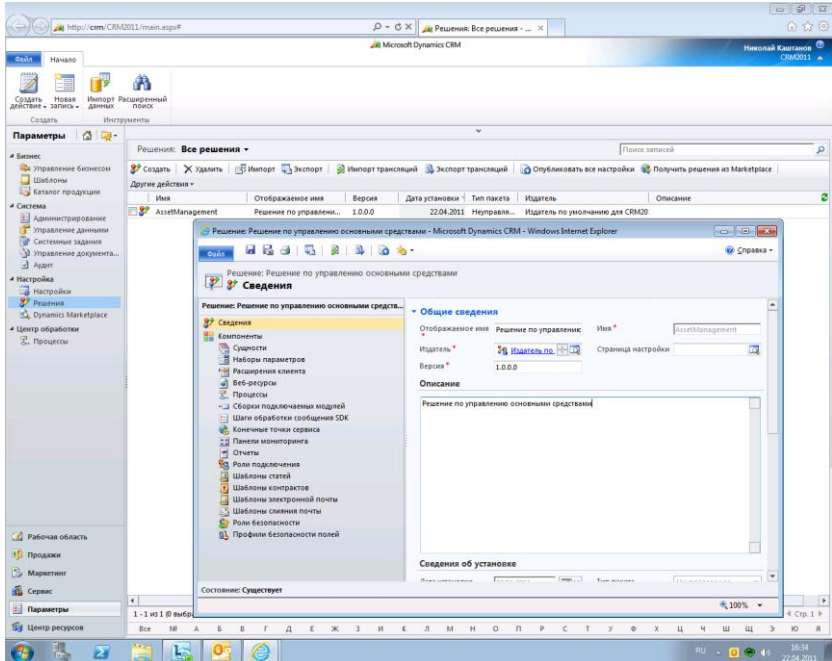 http://crm/CRM2011/main.aspx#
Решения: Все решения - ...
Microsoft Dynamics CRM
Файл
Начало
Николай Каштанов
CRM2011
Создать действие
Новая запись
Импорт данных
Расширенный поиск
Создать
Инструменты
Параметры
Решения: Все решения
Поиск записей
Создать
Удалить
Импорт
Экспорт
Импорт трансляций
Экспорт трансляций
Опубликовать все настройки
Получить решения из Marketplace
Другие действия
Имя
Отображаемое имя
Версия
Дата установки
Тип пакета
Издатель
Описание
AssetManagement
Решение по управлени...
1.0.0.0
22.04.2011
Неуправля...
Издатель по умолчанию для CRM20
Бизнес
Управление бизнесом
Шаблоны
Каталог продукции
Система
Администрирование
Управление данными
Системные задания
Управление документа...
Аудит
Настройка
Настройки
Решения
Dynamics Marketplace
Центр обработки
Процессы
Рабочая область
Продажи
Маркетинг
Сервис
Параметры
Центр ресурсов
Решение: Решение по управлению основными средствами - Microsoft Dynamics CRM - Windows Internet Explorer
Файл
Справка
Решение: Решение по управлению основными средствами
Сведения
Решение: Решение по управлению основными средств...
Сведения
Компоненты
Сущности
Наборы параметров
Расширения клиента
Веб-ресурсы
Процессы
Сборки подключаемых модулей
Шаги обработки сообщения SDK
Конечные точки сервиса
Панели мониторинга
Отчеты
Роли подключения
Шаблоны статей
Шаблоны контрактов
Шаблоны электронной почты
Шаблоны слияния почты
Роли безопасности
Профили безопасности полей
Общие сведения
Отображаемое имя *
Решение по управлению
Имя *
AssetManagement
Издатель *
Издатель по
Страница настройки
Версия *
1.0.0.0
Описание
Решение по управлению основными средствами
Сведения об установке
Состояние: Существует
100%
1 - 1 из 1 (0 выбра
Стр. 1
Все № А Б В Г Д Е Ж З И К Л М Н О П Р С Т У Ф Х Ц Ч Ш Щ Э Ю Я
RU
16:34
22.04.2011